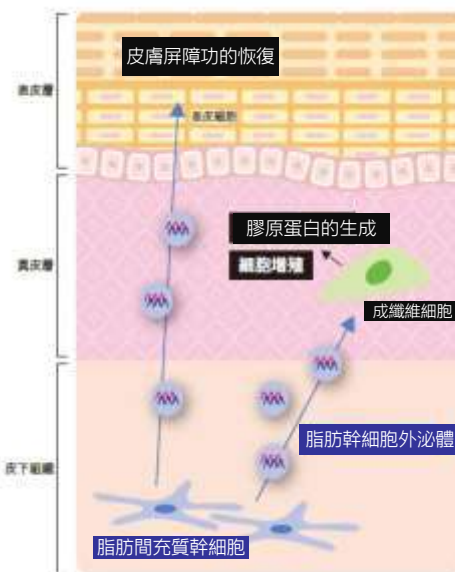 皮膚屏障功的恢復
表皮層
表皮細胞
膠原蛋白的生成
細胞增殖
真皮層
成纖維細胞
脂肪幹細胞外泌體
皮下組織
脂肪間充質幹細胞